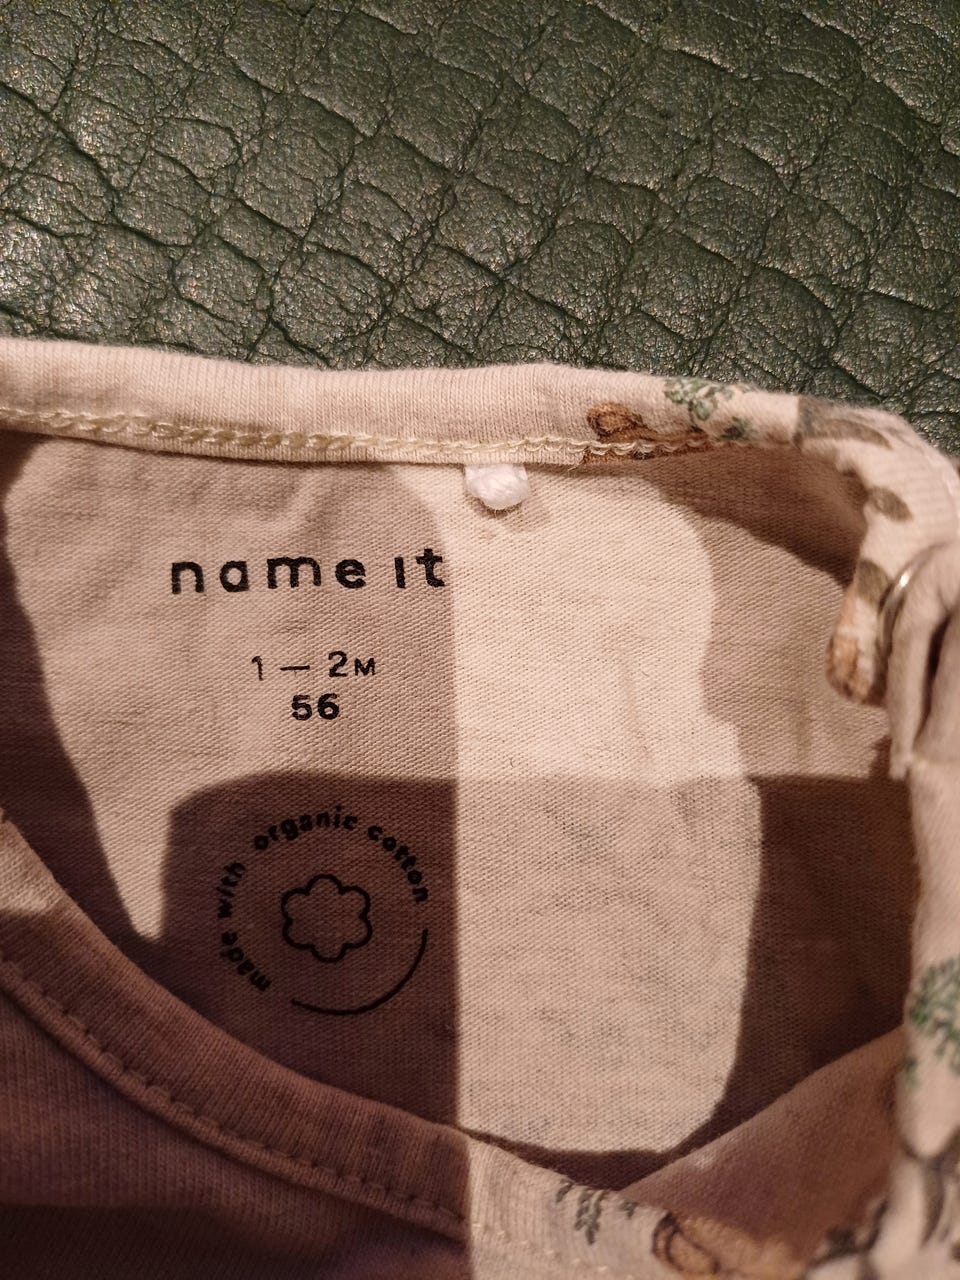 name it
1 — 2M
56
made with organic cotton